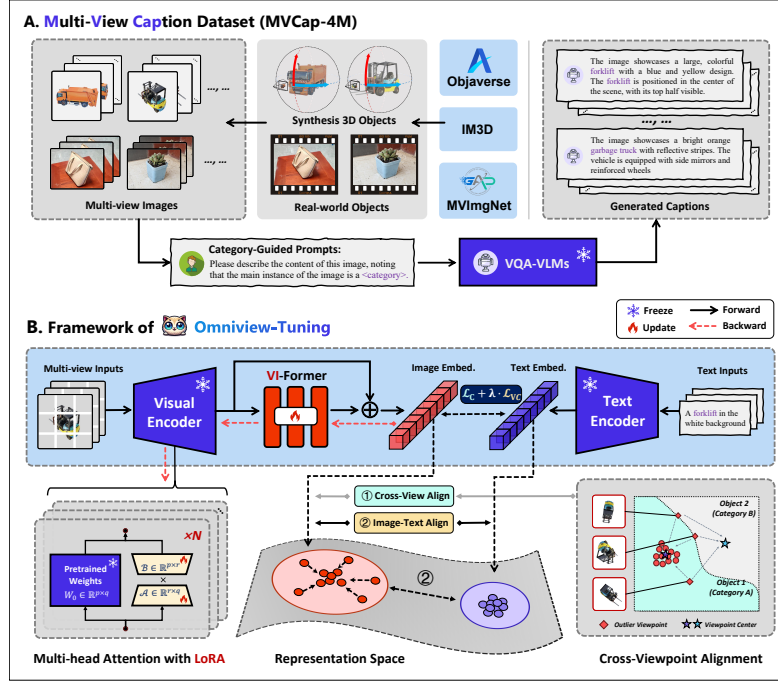 A. Multi-View Caption Dataset (MVCap-4M)
..., ...
..., ...
Multi-view Images
Synthesis 3D Objects
Real-world Objects
Objaverse
IM3D
GAP
MVImgNet
The image showcases a large, colorful
forklift with a blue and yellow design.
The forklift is positioned in the center of
the scene, with its top half visible.
..., ...
The image shows a bright orange
garbage truck with reflective stripes. The
vehicle is equipped with side mirrors and
reinforced wheels
Generated Captions
Category-Guided Prompts:
Please describe the content of this image, noting
that the main instance of the image is a <category>.
VQA-VLMs
Freeze
Forward
Update
Backward
B. Framework of Omniview-Tuning
Multi-view Inputs
Visual
Encoder
VI-Former
Image Embed.
Text Embed.
ℒ_C + λ · ℒ_VC
Text
Encoder
Text Inputs
A forklift in the
white background
① Cross-View Align
② Image-Text Align
②
×N
Pretrained
Weights
W₀ ∈ ℝ^{p×q}
ℬ ∈ ℝ^{p×r}
×
𝒜 ∈ ℝ^{r×q}
Multi-head Attention with LoRA
Representation Space
Object 2
(Category B)
Object 1
(Category A)
Outlier Viewpoint
Viewpoint Center
Cross-Viewpoint Alignment